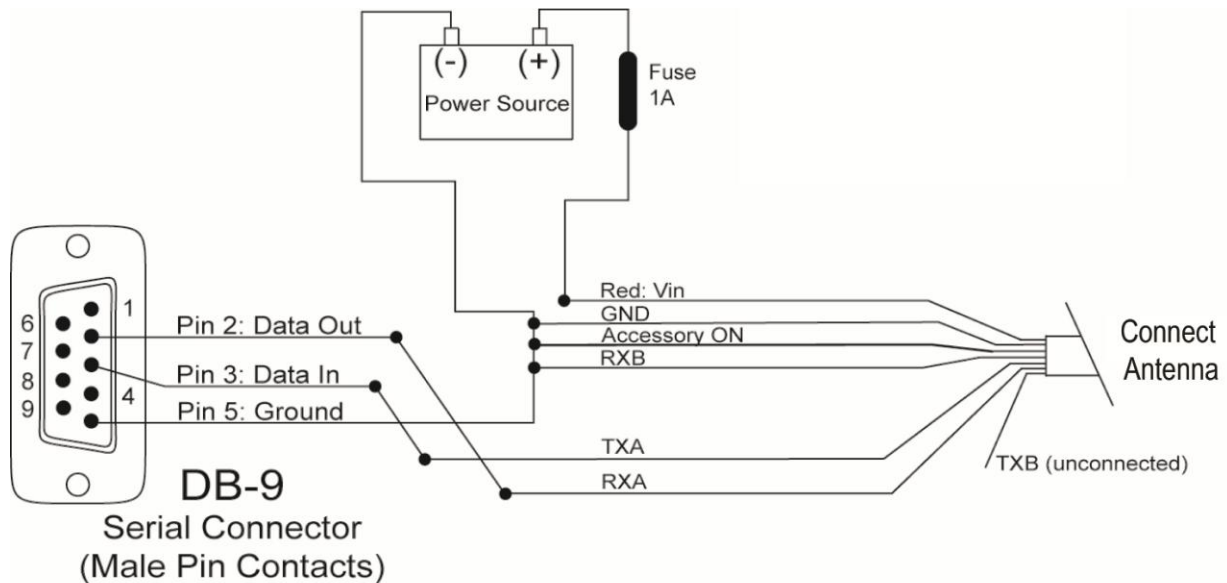 (-) (+)
Power Source
Fuse
1A
1
6
7
8
9
4
Pin 2: Data Out
Pin 3: Data In
Pin 5: Ground
Red: Vin
GND
Accessory ON
RXB
TXA
RXA
TXB (unconnected)
Connect
Antenna
DB-9
Serial Connector
(Male Pin Contacts)